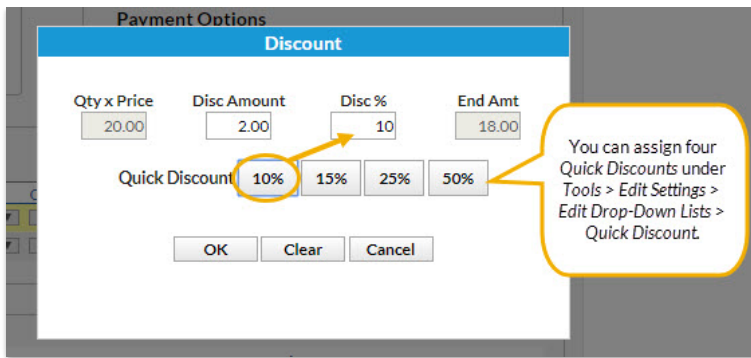 Payment Options
Discount
Qty x Price Disc Amount Disc % End Amt
20.00 2.00 10 18.00
Quick Discount 10% 15% 25% 50%
OK Clear Cancel
You can assign four
Quick Discounts under
Tools > Edit Settings >
Edit Drop-Down Lists >
Quick Discount.